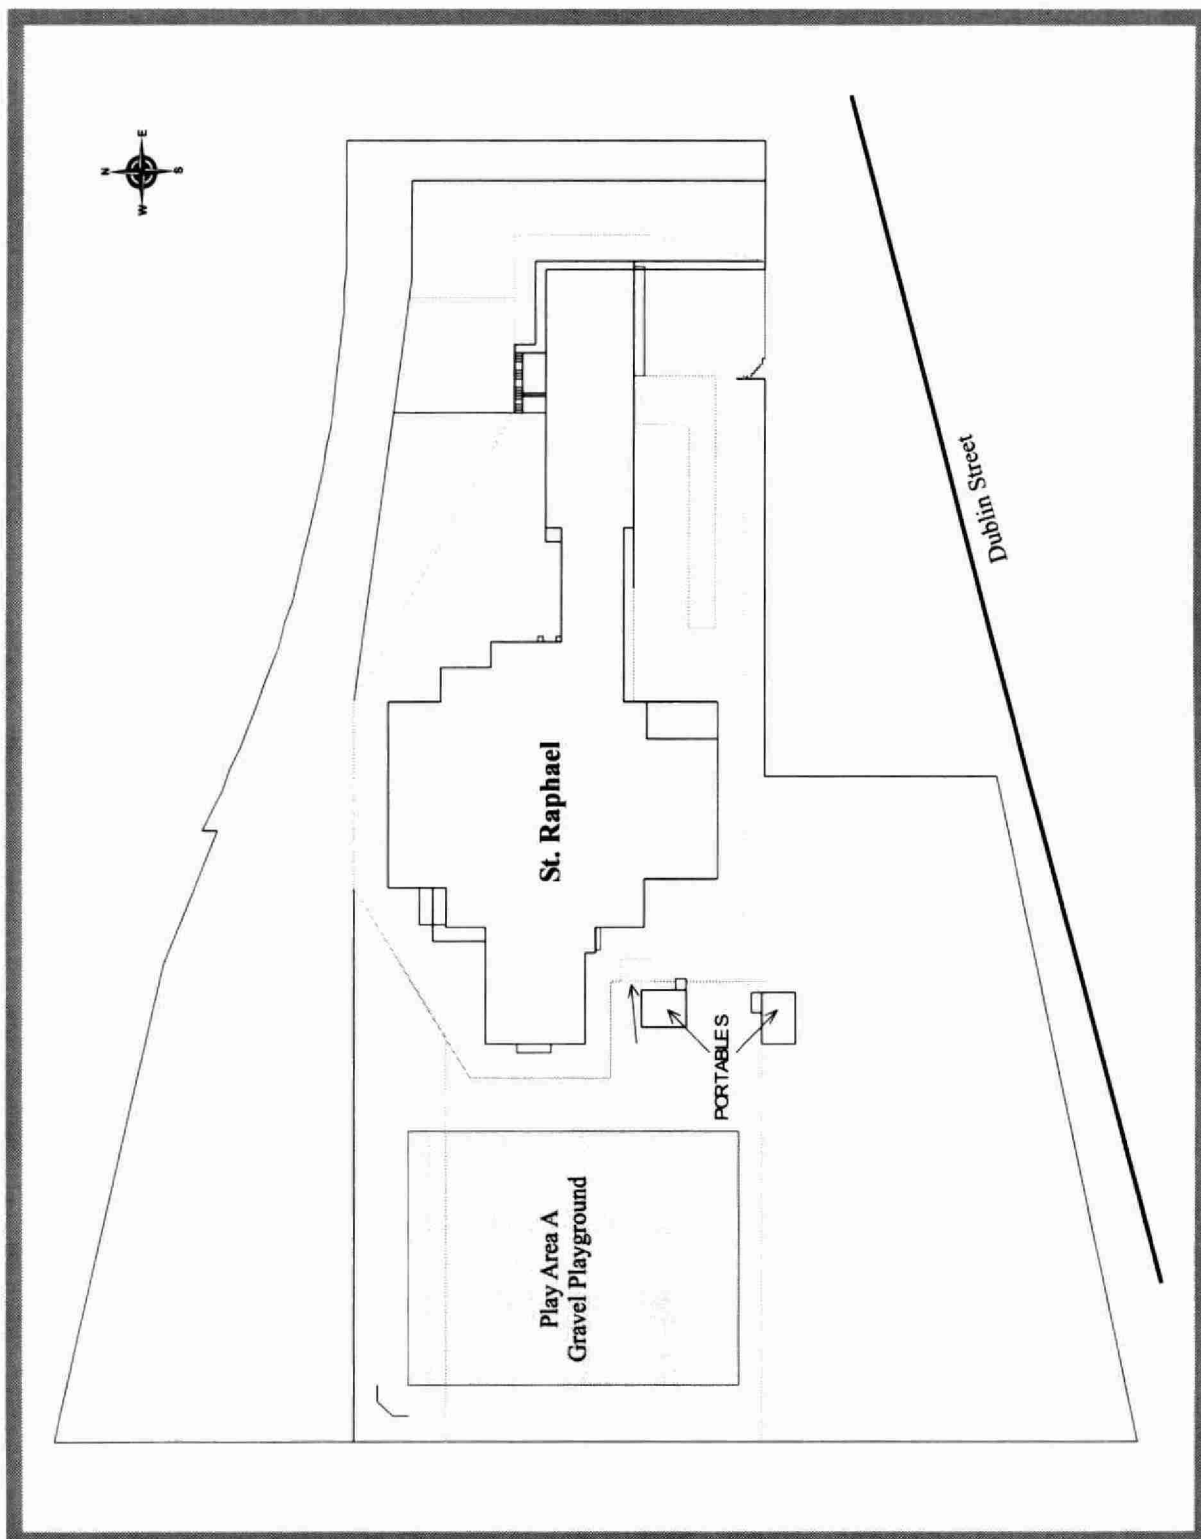 N
E
S
W
St. Raphael
Dublin Street
PORTABLES
Play Area A
Gravel Playground